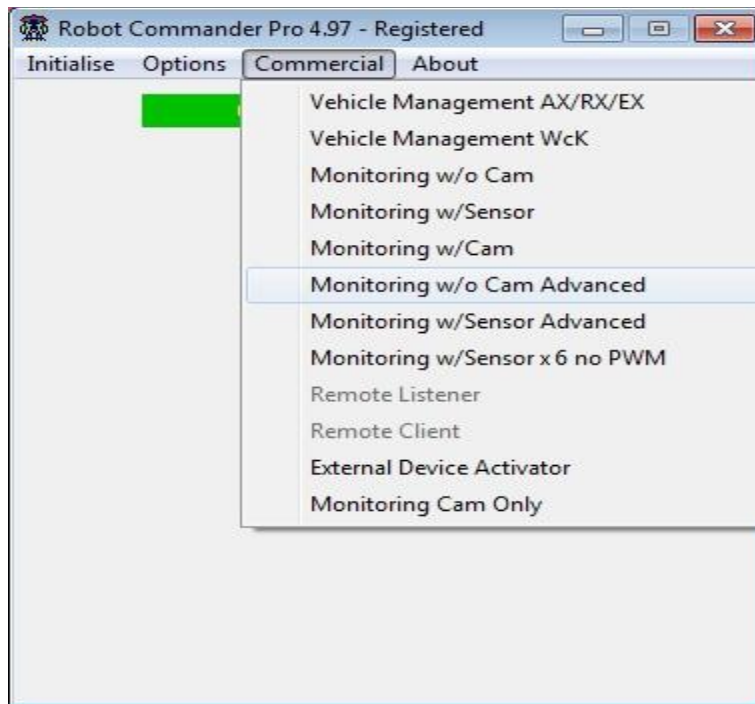 Robot Commander Pro 4.97 - Registered
Initialise Options Commercial About
Vehicle Management AX/RX/EX
Vehicle Management WcK
Monitoring w/o Cam
Monitoring w/Sensor
Monitoring w/Cam
Monitoring w/o Cam Advanced
Monitoring w/Sensor Advanced
Monitoring w/Sensor x 6 no PWM
Remote Listener
Remote Client
External Device Activator
Monitoring Cam Only